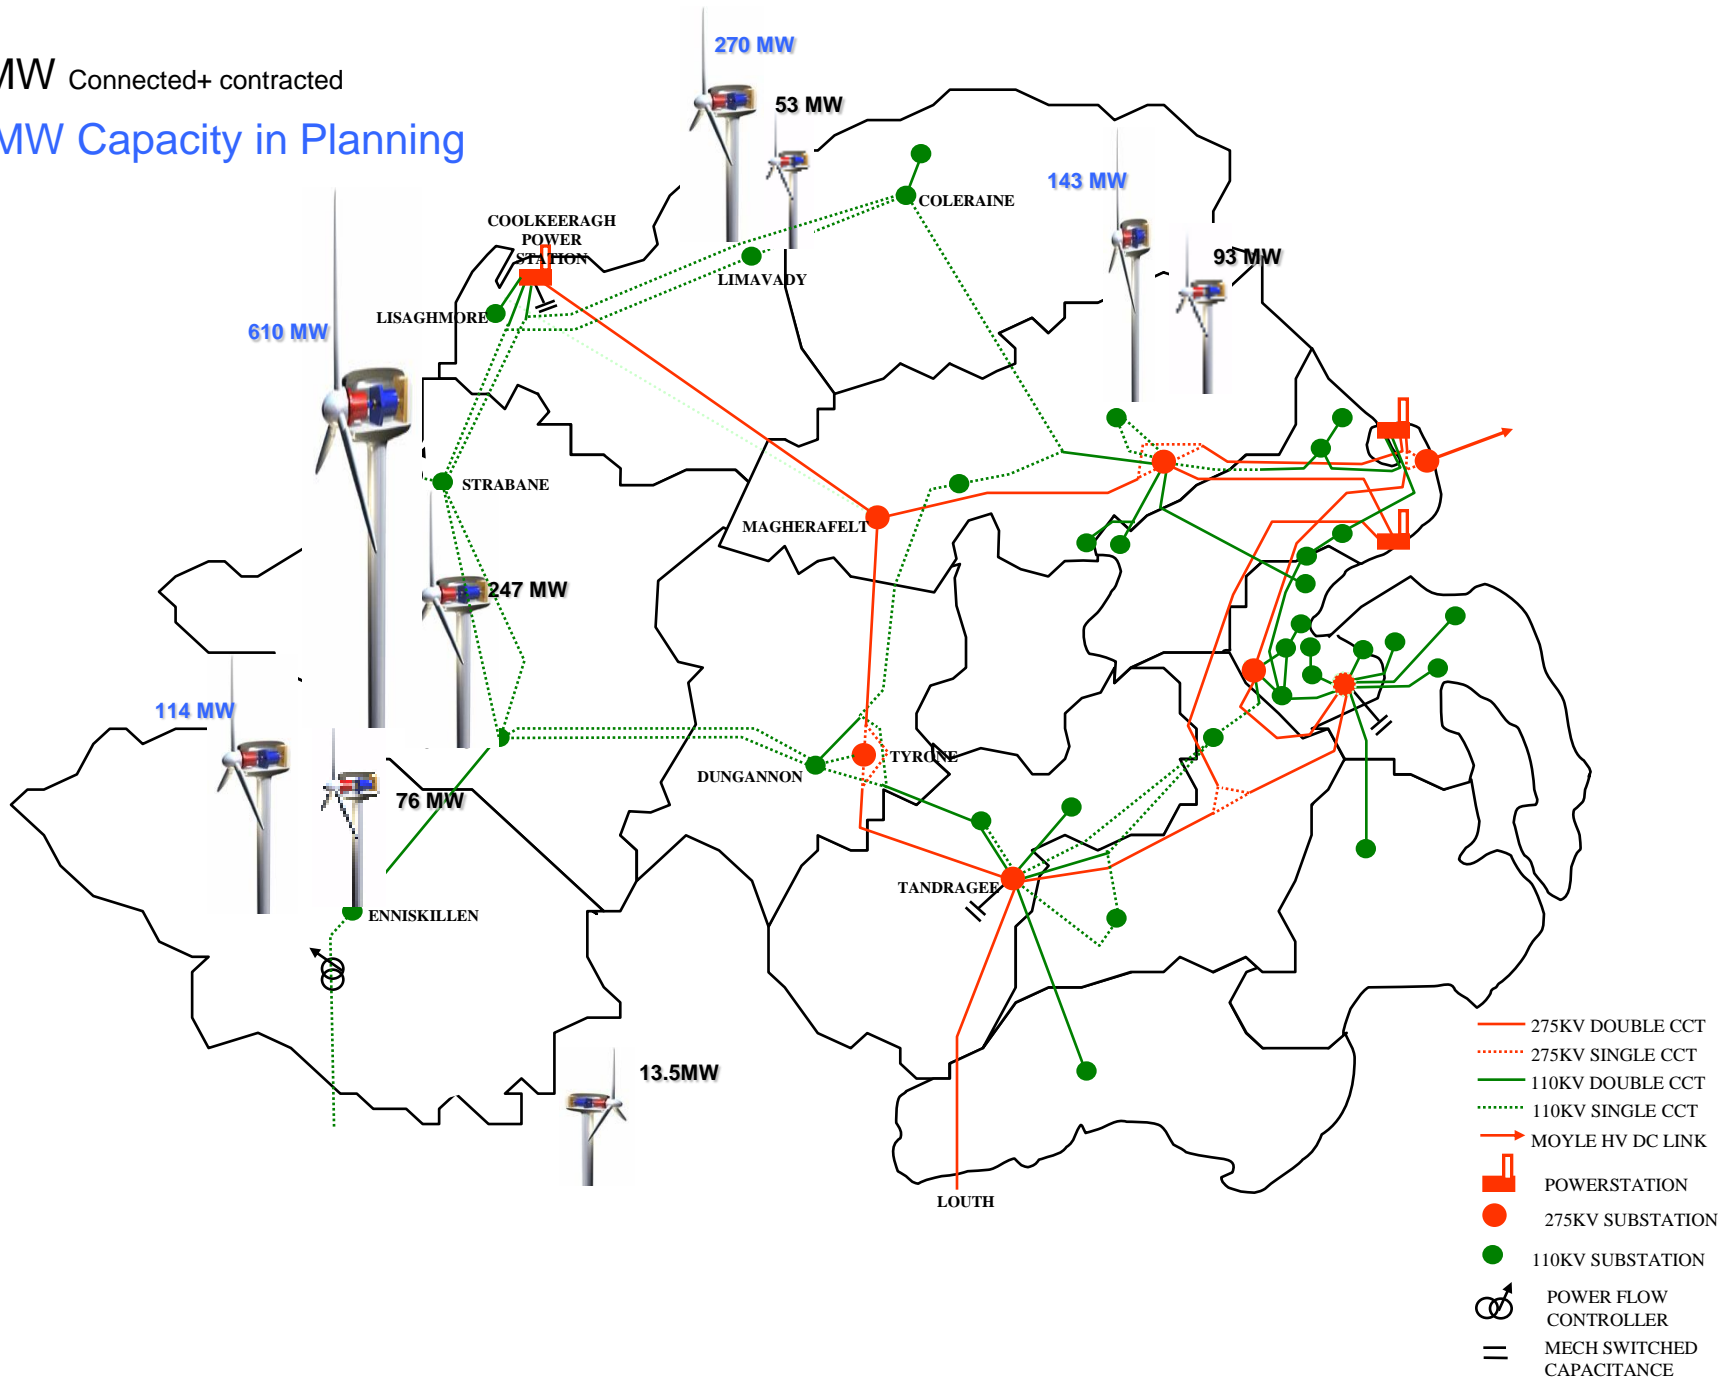 270 MW
MW Connected+ contracted
53 MW
MW Capacity in Planning
143 MW
COLERAINE
COOLKEERAGH
POWER
STATION
93 MW
LIMAVADY
LISAGHMORE
610 MW
STRABANE
MAGHERAFELT
247 MW
114 MW
TYRONE
DUNGANNON
76 MW
TANDRAGEE
ENNISKILLEN
13.5MW
LOUTH
275KV DOUBLE CCT
275KV SINGLE CCT
110KV DOUBLE CCT
110KV SINGLE CCT
MOYLE HV DC LINK
POWERSTATION
275KV SUBSTATION
110KV SUBSTATION
POWER FLOW
CONTROLLER
MECH SWITCHED
CAPACITANCE